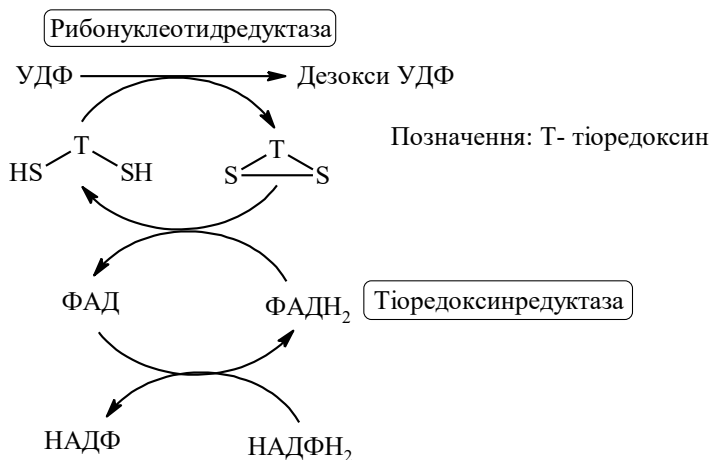 Рибонуклеотидредуктаза
УДФ Дезокси УДФ
Позначення: Т- тіоредоксин
Т Т
HS SH S S
ФАД ФАДН₂ Тіоредоксинредуктаза
НАДФ НАДФН₂